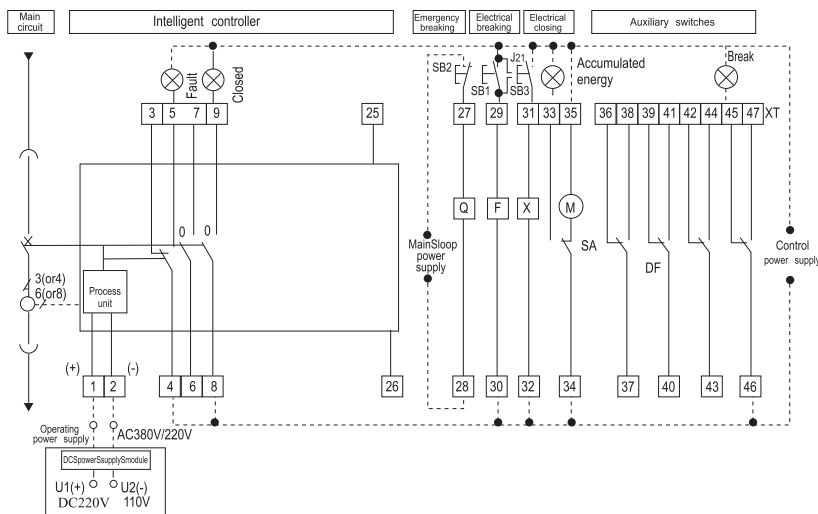 Main
circuit
Intelligent controller
Emergency
breaking
Electrical
breaking
Electrical
closing
Auxiliary switches
Fault
Closed
SB2
SB1
J21
SB3
Accumulated
energy
Break
3 5 7 9
25
27 29 31 33 35
36 38 39 41 42 44 45 47 XT
0 0
Q F X M
SA
DF
MainSloop
power
supply
Control
power supply
3(or4)
6(or8)
Process
unit
(+) (-)
1 2 4 6 8
26
28 30 32 34
37 40 43 46
Operating
power supply
AC380V/220V
DCSpowerSsupplySmodule
U1(+) U2(-)
DC220V 110V